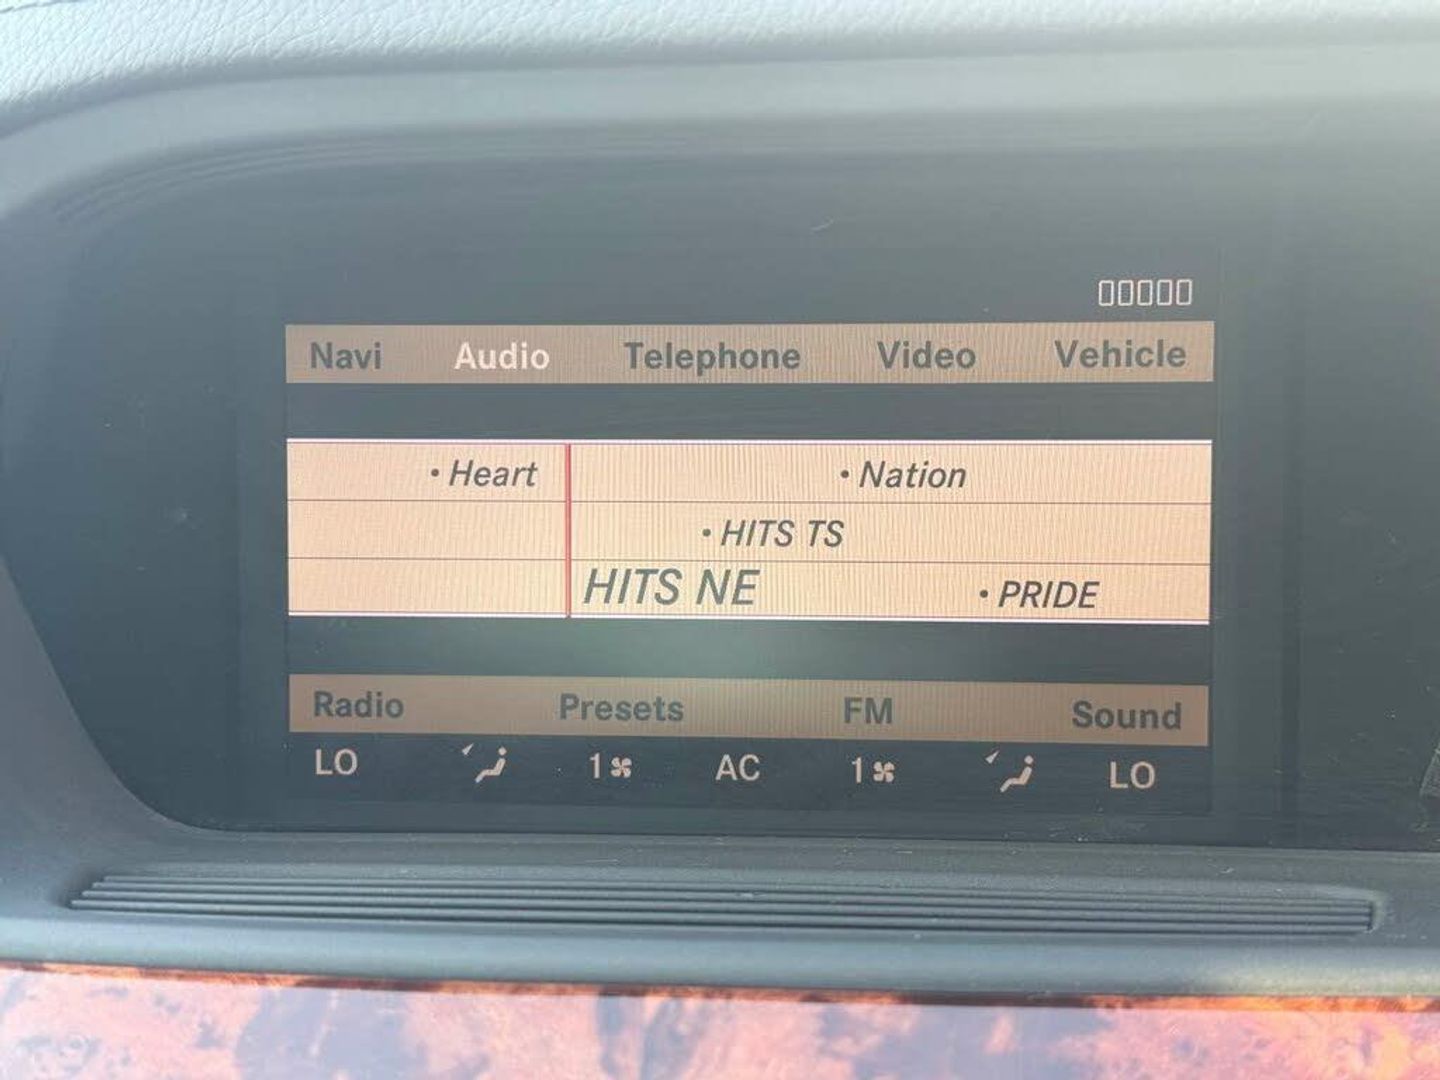 ▯▯▯▯▯
Navi Audio Telephone Video Vehicle
• Heart • Nation
• HITS TS
HITS NE • PRIDE
Radio Presets FM Sound
LO 1 AC 1 LO